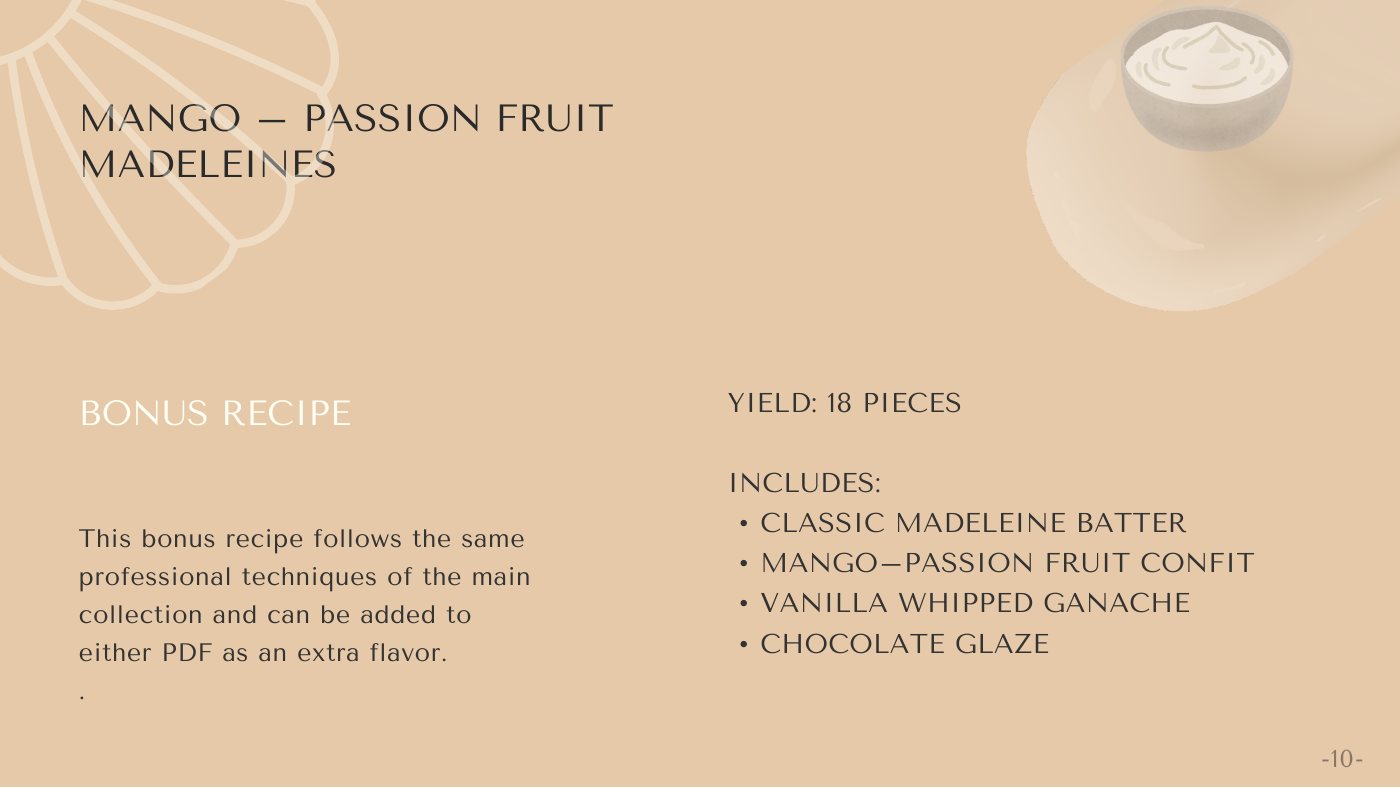 MANGO – PASSION FRUIT
MADELEINES
BONUS RECIPE
This bonus recipe follows the same
professional techniques of the main
collection and can be added to
either PDF as an extra flavor.
.
YIELD: 18 PIECES
INCLUDES:
• CLASSIC MADELEINE BATTER
• MANGO–PASSION FRUIT CONFIT
• VANILLA WHIPPED GANACHE
• CHOCOLATE GLAZE
-10-